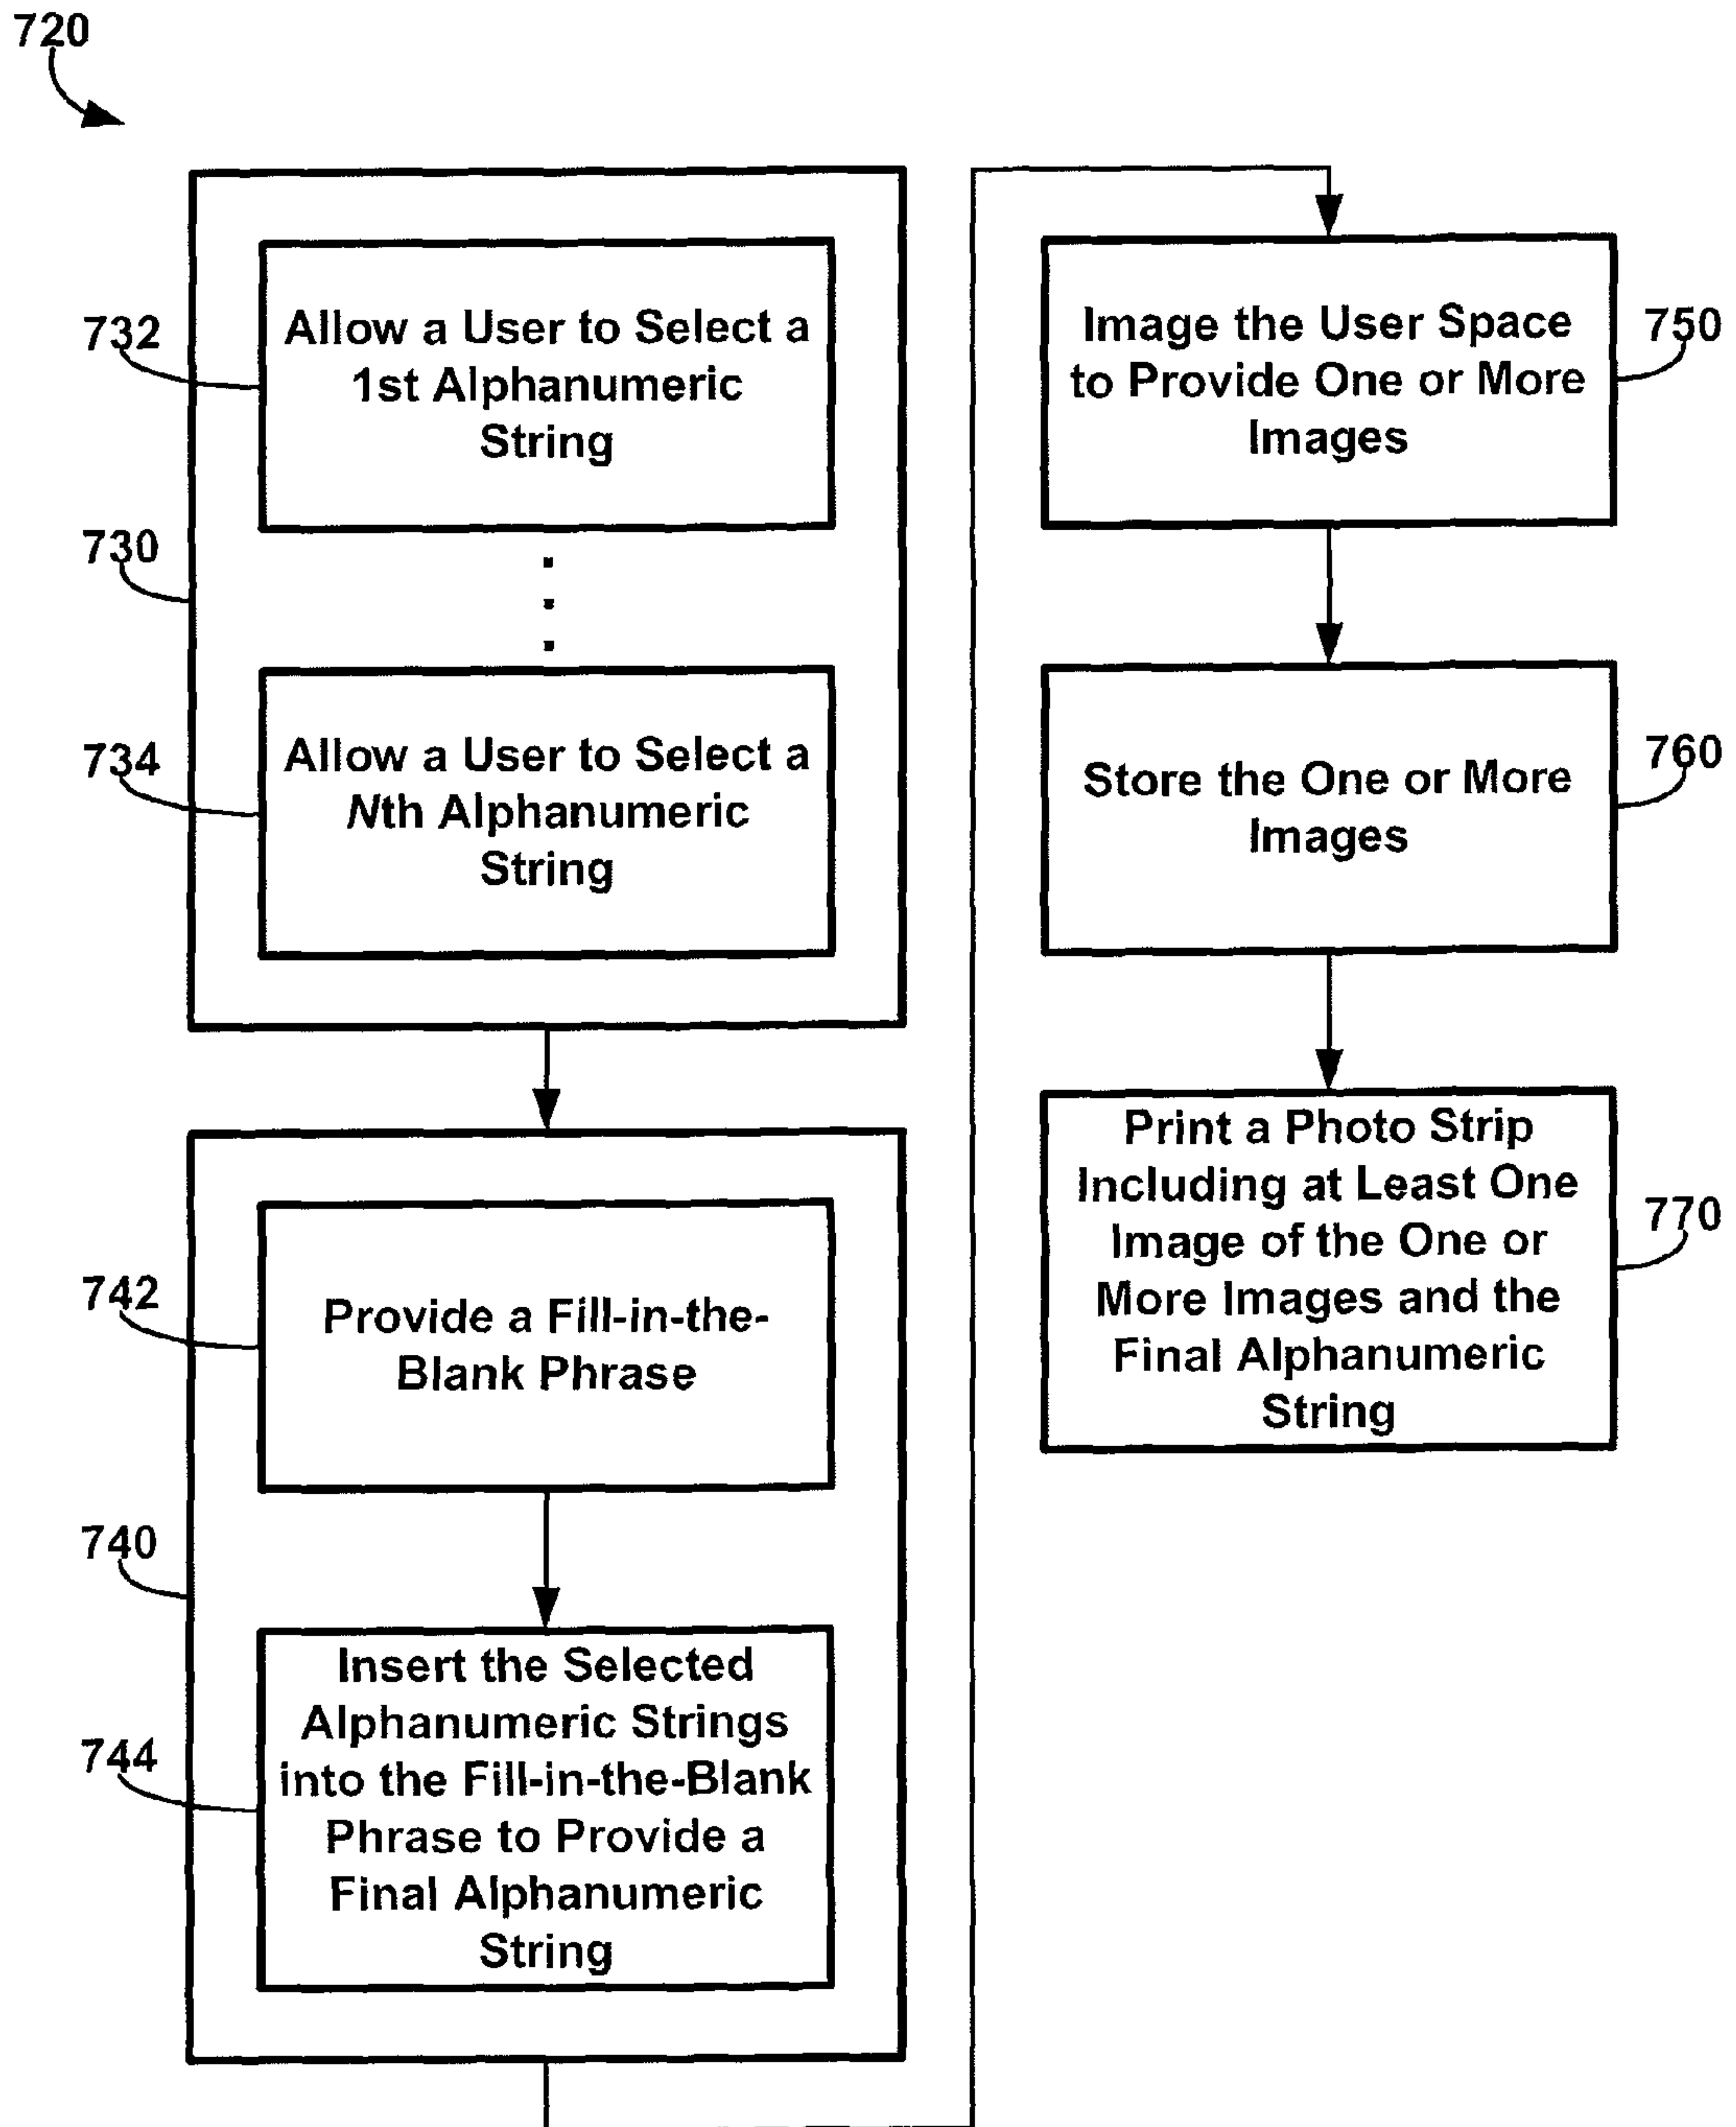 720
732
Allow a User to Select a
1st Alphanumeric
String
730
734
Allow a User to Select a
Nth Alphanumeric
String
742
Provide a Fill-in-the-
Blank Phrase
740
744
Insert the Selected
Alphanumeric Strings
into the Fill-in-the-Blank
Phrase to Provide a
Final Alphanumeric
String
Image the User Space
to Provide One or More
Images
750
Store the One or More
Images
760
Print a Photo Strip
Including at Least One
Image of the One or
More Images and the
Final Alphanumeric
String
770